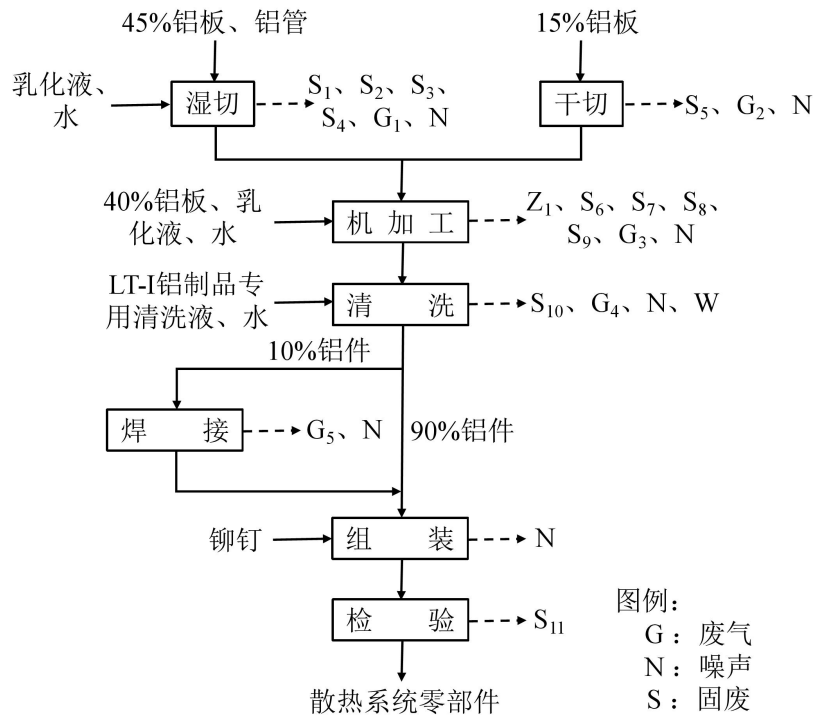 45%铝板、铝管
15%铝板
乳化液、
水
湿切
S₁、S₂、S₃、
S₄、G₁、N
干切
S₅、G₂、N
40%铝板、乳
化液、水
机加工
Z₁、S₆、S₇、S₈、
S₉、G₃、N
LT-I铝制品专
用清洗液、水
清洗
S₁₀、G₄、N、W
10%铝件
焊接
G₅、N
90%铝件
铆钉
组装
N
检验
S₁₁
散热系统零部件
图例：
G：废气
N：噪声
S：固废